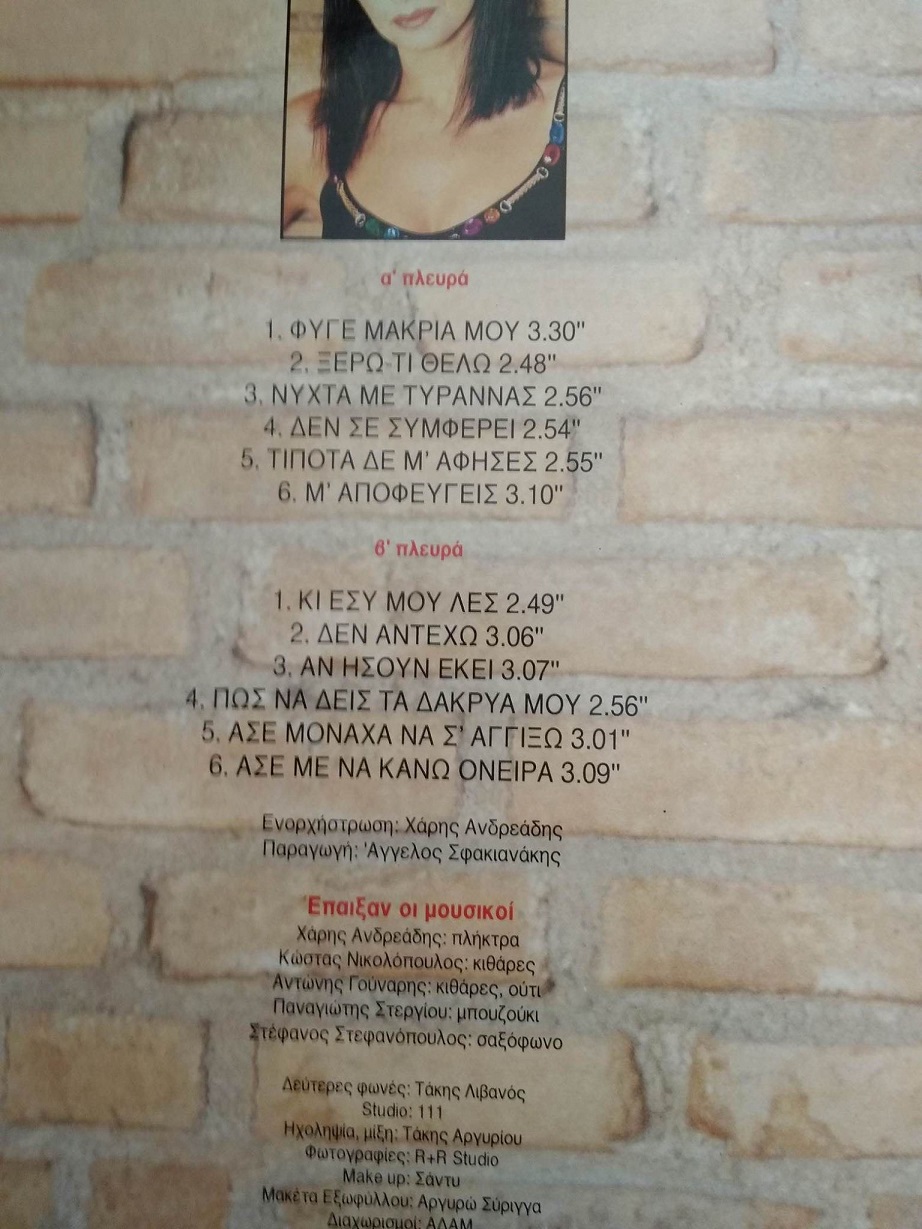 α' πλευρά
1. ΦΥΓΕ ΜΑΚΡΙΑ ΜΟΥ 3.30"
2. ΞΕΡΩ ΤΙ ΘΕΛΩ 2.48"
3. ΝΥΧΤΑ ΜΕ ΤΥΡΑΝΝΑΣ 2.56"
4. ΔΕΝ ΣΕ ΣΥΜΦΕΡΕΙ 2.54"
5. ΤΙΠΟΤΑ ΔΕ Μ' ΑΦΗΣΕΣ 2.55"
6. Μ' ΑΠΟΦΕΥΓΕΙΣ 3.10"
β' πλευρά
1. ΚΙ ΕΣΥ ΜΟΥ ΛΕΣ 2.49"
2. ΔΕΝ ΑΝΤΕΧΩ 3.06"
3. ΑΝ ΗΣΟΥΝ ΕΚΕΙ 3.07"
4. ΠΩΣ ΝΑ ΔΕΙΣ ΤΑ ΔΑΚΡΥΑ ΜΟΥ 2.56"
5. ΑΣΕ ΜΟΝΑΧΑ ΝΑ Σ' ΑΓΓΙΞΩ 3.01"
6. ΑΣΕ ΜΕ ΝΑ ΚΑΝΩ ΟΝΕΙΡΑ 3.09"
Ενορχήστρωση: Χάρης Ανδρεάδης
Παραγωγή: 'Αγγελος Σφακιανάκης
Έπαιξαν οι μουσικοί
Χάρης Ανδρεάδης: πλήκτρα
Κώστας Νικολόπουλος: κιθάρες
Αντώνης Γούναρης: κιθάρες, ούτι
Παναγιώτης Στεργίου: μπουζούκι
Στέφανος Στεφανόπουλος: σαξόφωνο
Δεύτερες φωνές: Τάκης Λιβανός
Studio: 111
Ηχοληψία, μίξη: Τάκης Αργυρίου
Φωτογραφίες: R+R Studio
Make up: Σάντυ
Μακέτα Εξωφύλλου: Αργυρώ Σύριγγα
Διαχωρισμοί: ΑΔΑΜ